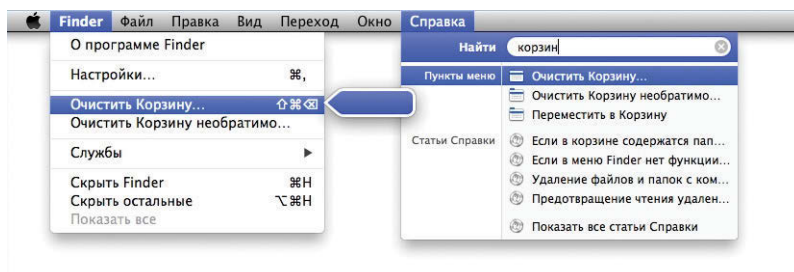 Finder Файл Правка Вид Переход Окно Справка
О программе Finder
Настройки... ⌘,
Очистить Корзину... ⇧⌘⌫
Очистить Корзину необратимо...
Службы ▶
Скрыть Finder ⌘H
Скрыть остальные ⌥⌘H
Показать все
Найти корзин
Пункты меню Очистить Корзину...
Очистить Корзину необратимо...
Переместить в Корзину
Статьи Справки Если в корзине содержатся пап...
Если в меню Finder нет функции...
Удаление файлов и папок с ком...
Предотвращение чтения удален...
Показать все статьи Справки